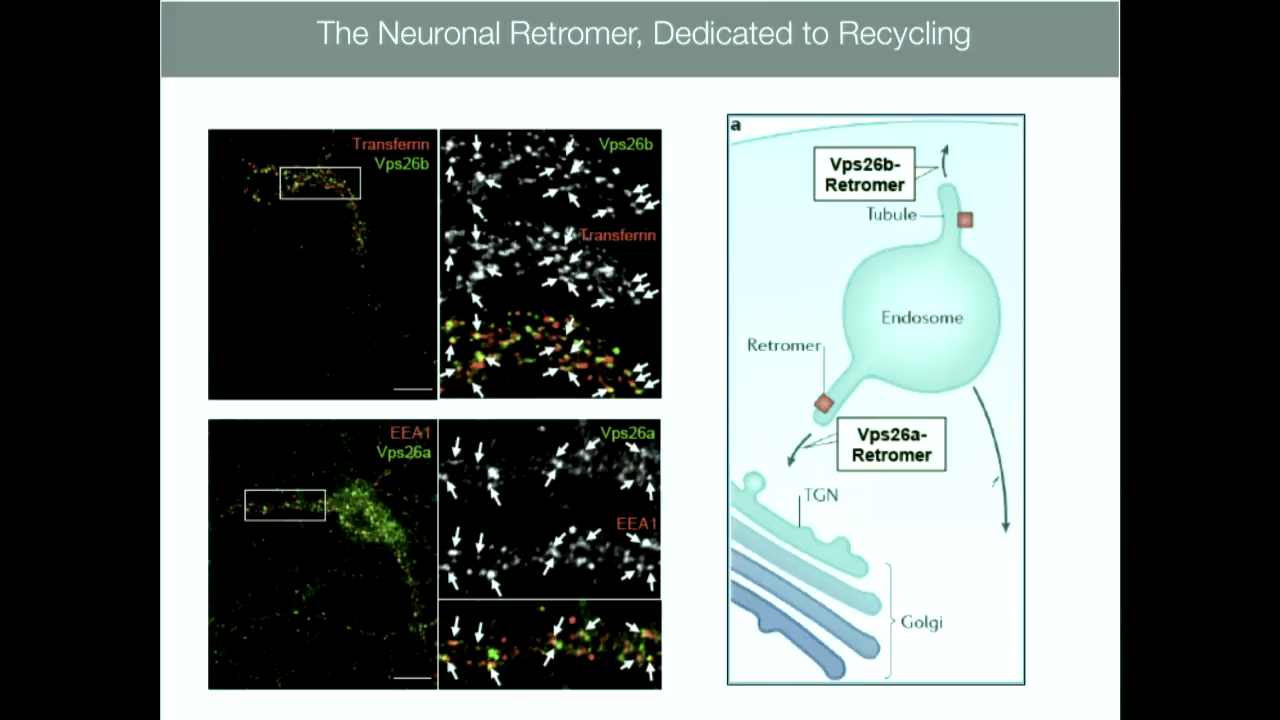 The Neuronal Retromer, Dedicated to Recycling
Transferrin
Vps26b
Vps26b
Transferrin
EEA1
Vps26a
Vps26a
EEA1
a
Vps26b-
Retromer
Tubule
Endosome
Retromer
Vps26a-
Retromer
TGN
Golgi